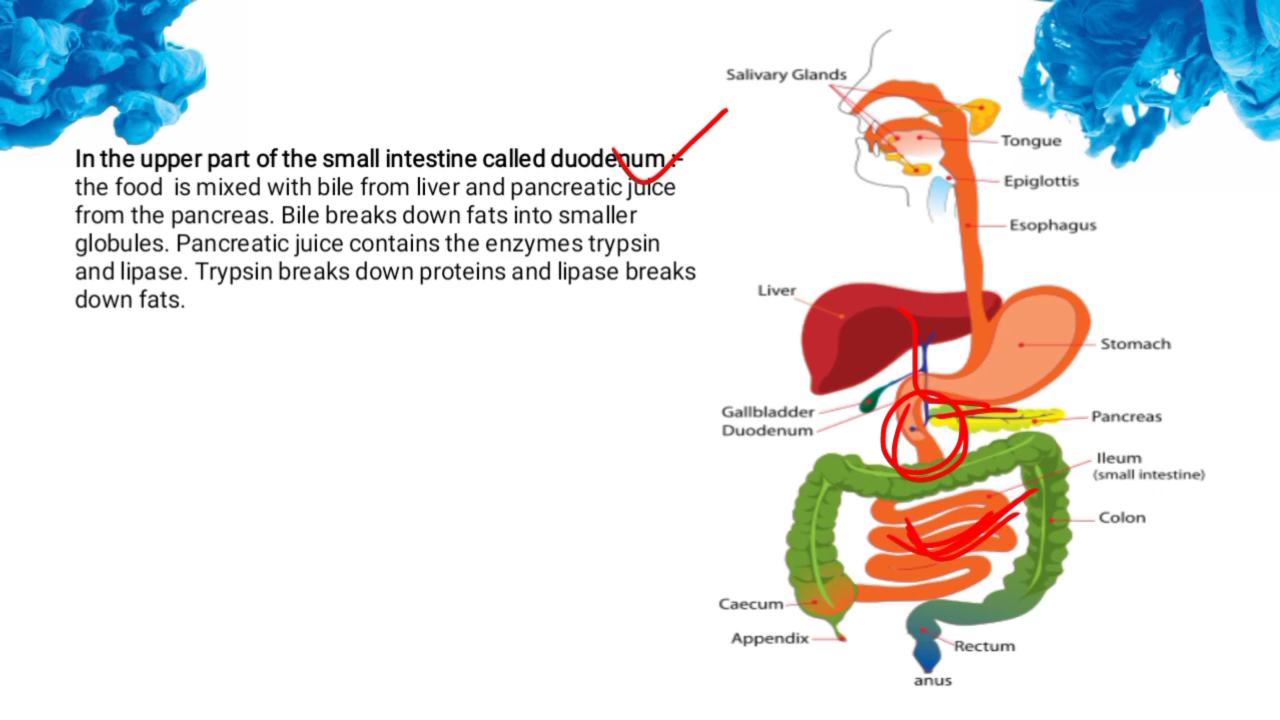 In the upper part of the small intestine called duodenum :-
the food is mixed with bile from liver and pancreatic juice
from the pancreas. Bile breaks down fats into smaller
globules. Pancreatic juice contains the enzymes trypsin
and lipase. Trypsin breaks down proteins and lipase breaks
down fats.
Salivary Glands
Tongue
Epiglottis
Esophagus
Liver
Stomach
Gallbladder
Duodenum
Pancreas
Ileum
(small intestine)
Colon
Caecum
Appendix
Rectum
anus